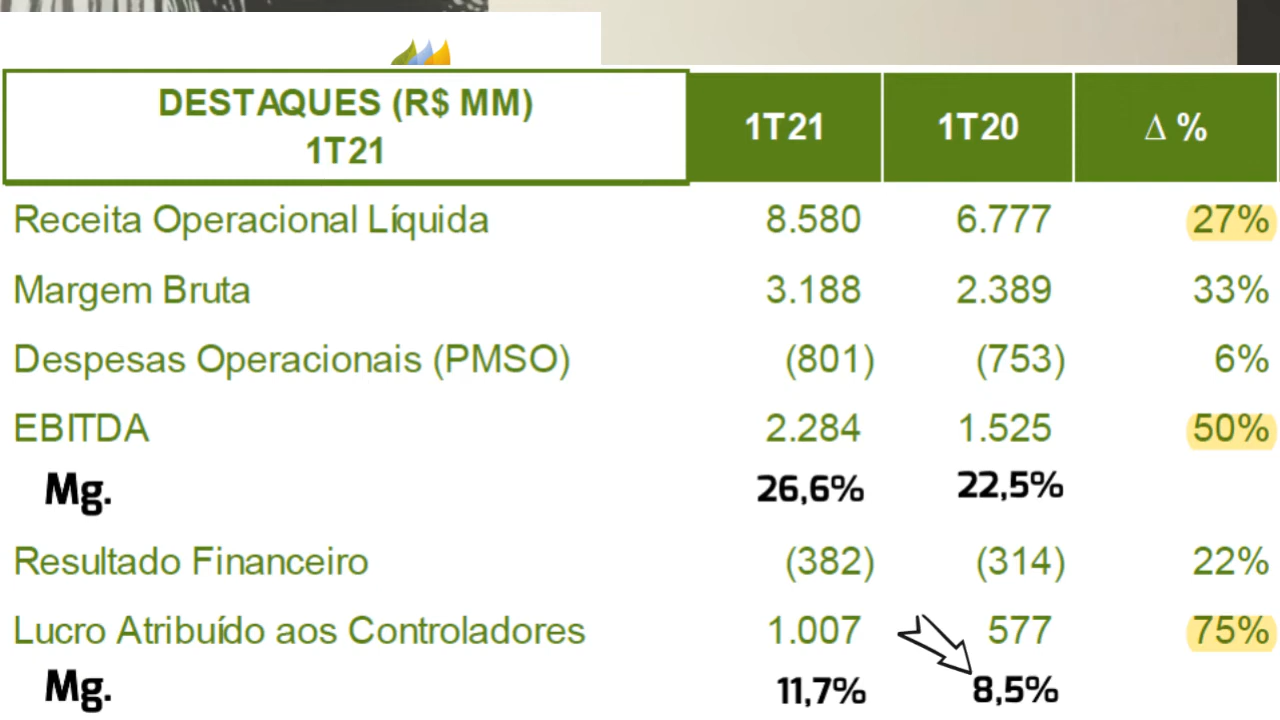 DESTAQUES (R$ MM)
1T21
1T21 1T20 Δ %
Receita Operacional Líquida 8.580 6.777 27%
Margem Bruta 3.188 2.389 33%
Despesas Operacionais (PMSO) (801) (753) 6%
EBITDA 2.284 1.525 50%
Mg. 26,6% 22,5%
Resultado Financeiro (382) (314) 22%
Lucro Atribuído aos Controladores 1.007 577 75%
Mg. 11,7% 8,5%